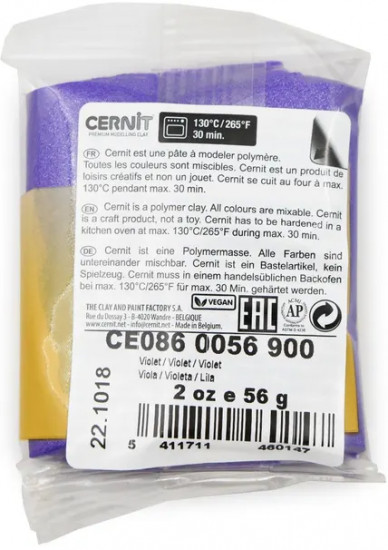 CERNIT
PREMIUM MODELLING CLAY
130°C/265°F
30 min.
FR Cernit est une pâte à modeler polymère.
Toutes les couleurs sont miscibles. Cernit est un produit de
loisirs créatifs et non un jouet. Cernit se cuit au four à max.
130°C pendant max. 30 min.
EN Cernit is a polymer clay. All colours are mixable. Cernit
is a craft product, not a toy. Cernit has to be hardened in a
kitchen oven at max. 130°C/265°F during max. 30 min.
DE Cernit ist eine Polymermasse. Alle Farben sind
untereinander mischbar. Cernit ist ein Bastelartikel, kein
Spielzeug. Cernit muss in einem handelsüblichen Backofen
bei max. 130°C/265°F für max. 30 Min gehärtet werden.
THE CLAY AND PAINT FACTORY S.A.
Rue du Dessay 3 - B-4020 Wandre - BELGIQUE
www.cernit.net - info@cernit.net - Made in Belgium.
VEGAN
EAC
ACMI
AP
CE086 0056 900
Violet / Violet / Violet
Viola / Violeta / Lila
2 oz e 56 g
22.1018
5 411711 460147